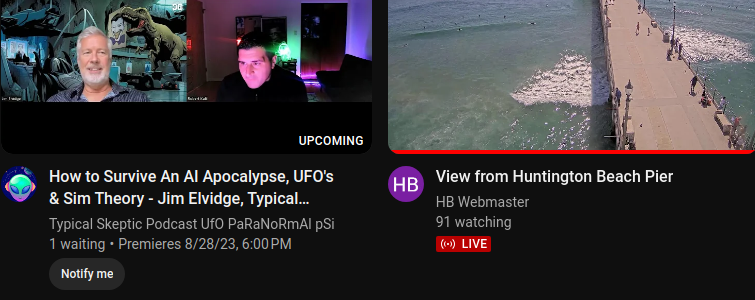 UPCOMING
How to Survive An AI Apocalypse, UFO's
& Sim Theory - Jim Elvidge, Typical…
Typical Skeptic Podcast UfO PaRaNoRmAl pSi
1 waiting • Premieres 8/28/23, 6:00 PM
Notify me
HB
View from Huntington Beach Pier
HB Webmaster
91 watching
LIVE